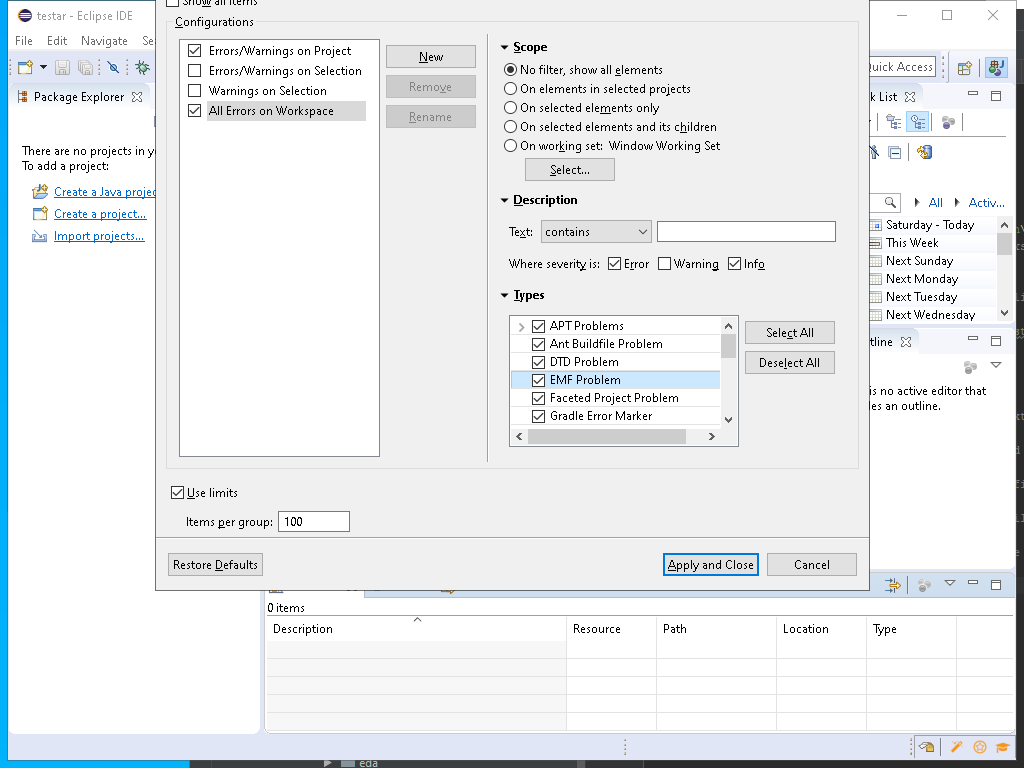 testar - Eclipse IDE
Show all items
File Edit Navigate
Configurations
Errors/Warnings on Project
Errors/Warnings on Selection
Warnings on Selection
All Errors on Workspace
New
Remove
Rename
Scope
No filter, show all elements
On elements in selected projects
On selected elements only
On selected elements and its children
On working set: Window Working Set
Select...
Description
Text: contains
Where severity is: Error Warning Info
Types
APT Problems
Ant Buildfile Problem
DTD Problem
EMF Problem
Faceted Project Problem
Gradle Error Marker
Select All
Deselect All
Use limits
Items per group: 100
Restore Defaults
Apply and Close
Cancel
Package Explorer
There are no projects in
To add a project:
Create a Java
Create a project...
Import projects...
Quick Access
List
All Activ...
Saturday - Today
This Week
Next Sunday
Next Monday
Next Tuesday
Next Wednesday
is no active editor that
an outline.
0 items
Description Resource Path Location Type
eda